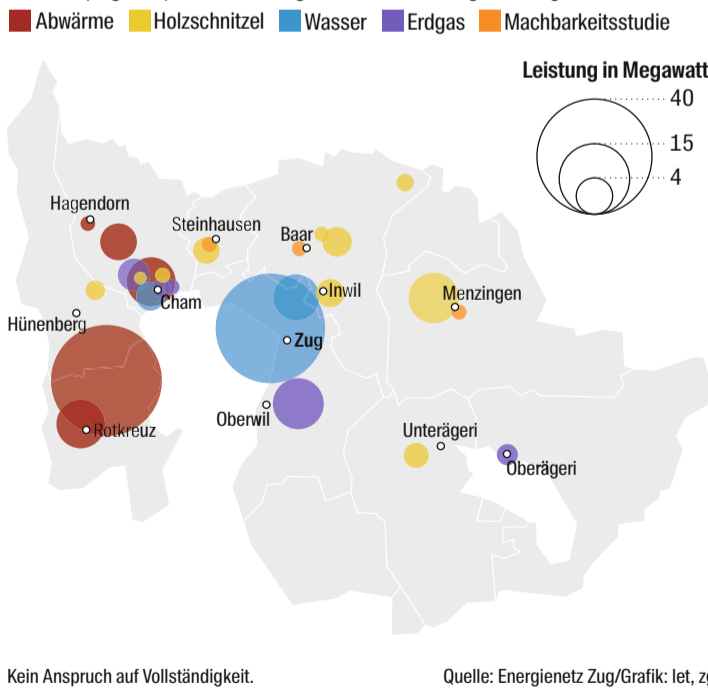 Abwärme Holzschnitzel Wasser Erdgas Machbarkeitsstudie
Leistung in Megawatt
40
15
4
Hagendorn
Steinhausen
Baar
Inwil
Cham
Menzingen
Hünenberg
Zug
Oberwil
Rotkreuz
Unterägeri
Oberägeri
Kein Anspruch auf Vollständigkeit.
Quelle: Energienetz Zug/Grafik: let,